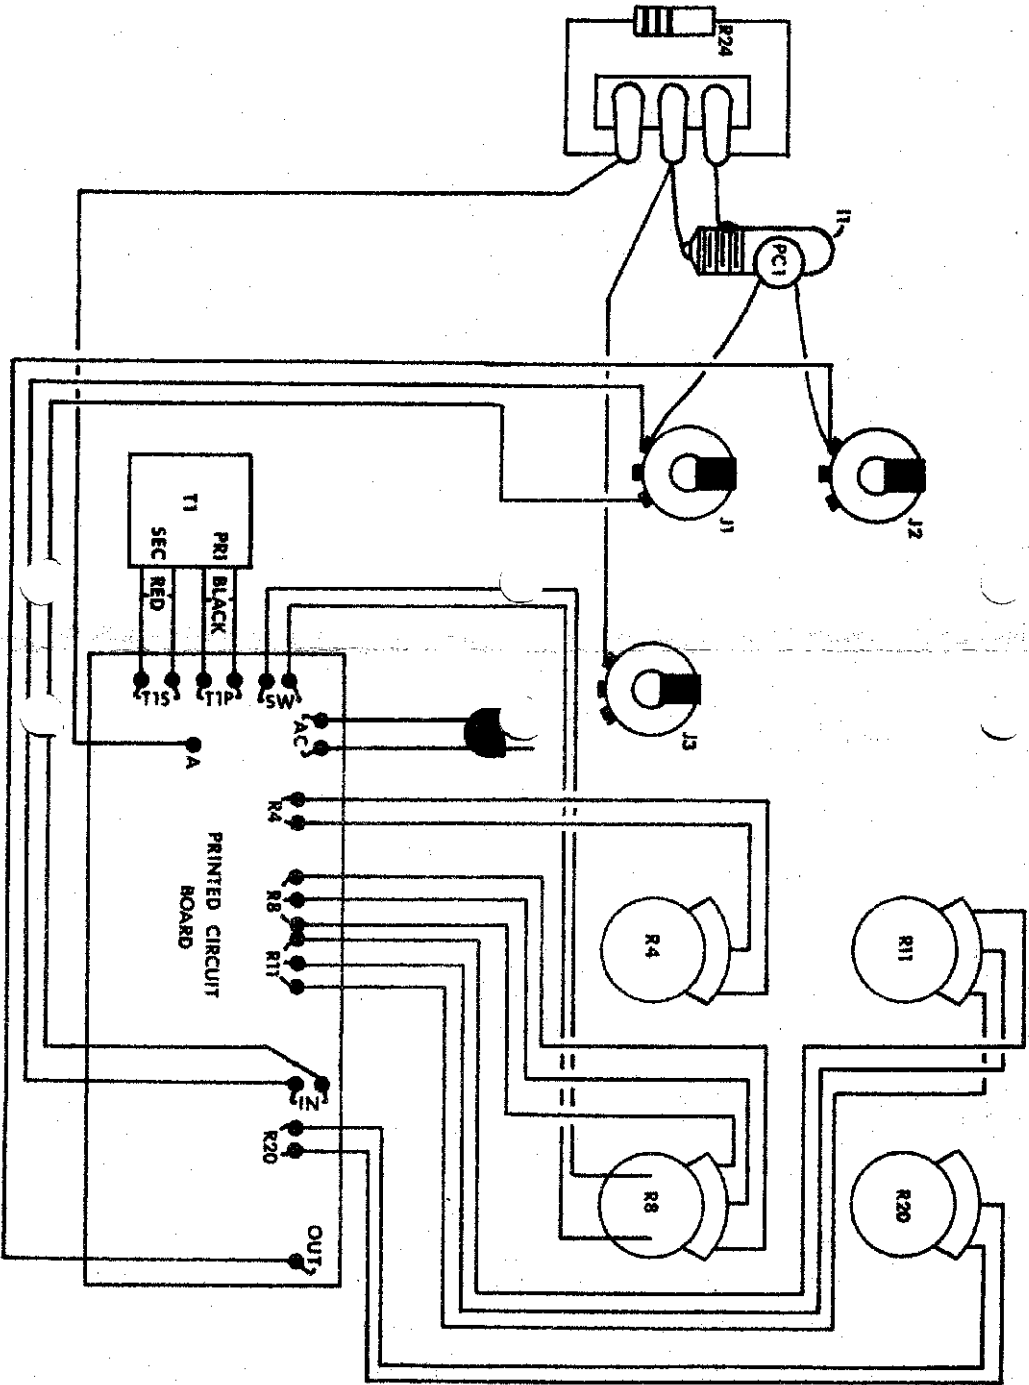 R24
I1
PC1
J2
J1
J3
T1
PRI
SEC
BLACK
RED
T1S
T1P
SW
AC
A
R4
R8
R11
PRINTED CIRCUIT
BOARD
IN
R20
OUT
R4
R11
R8
R20